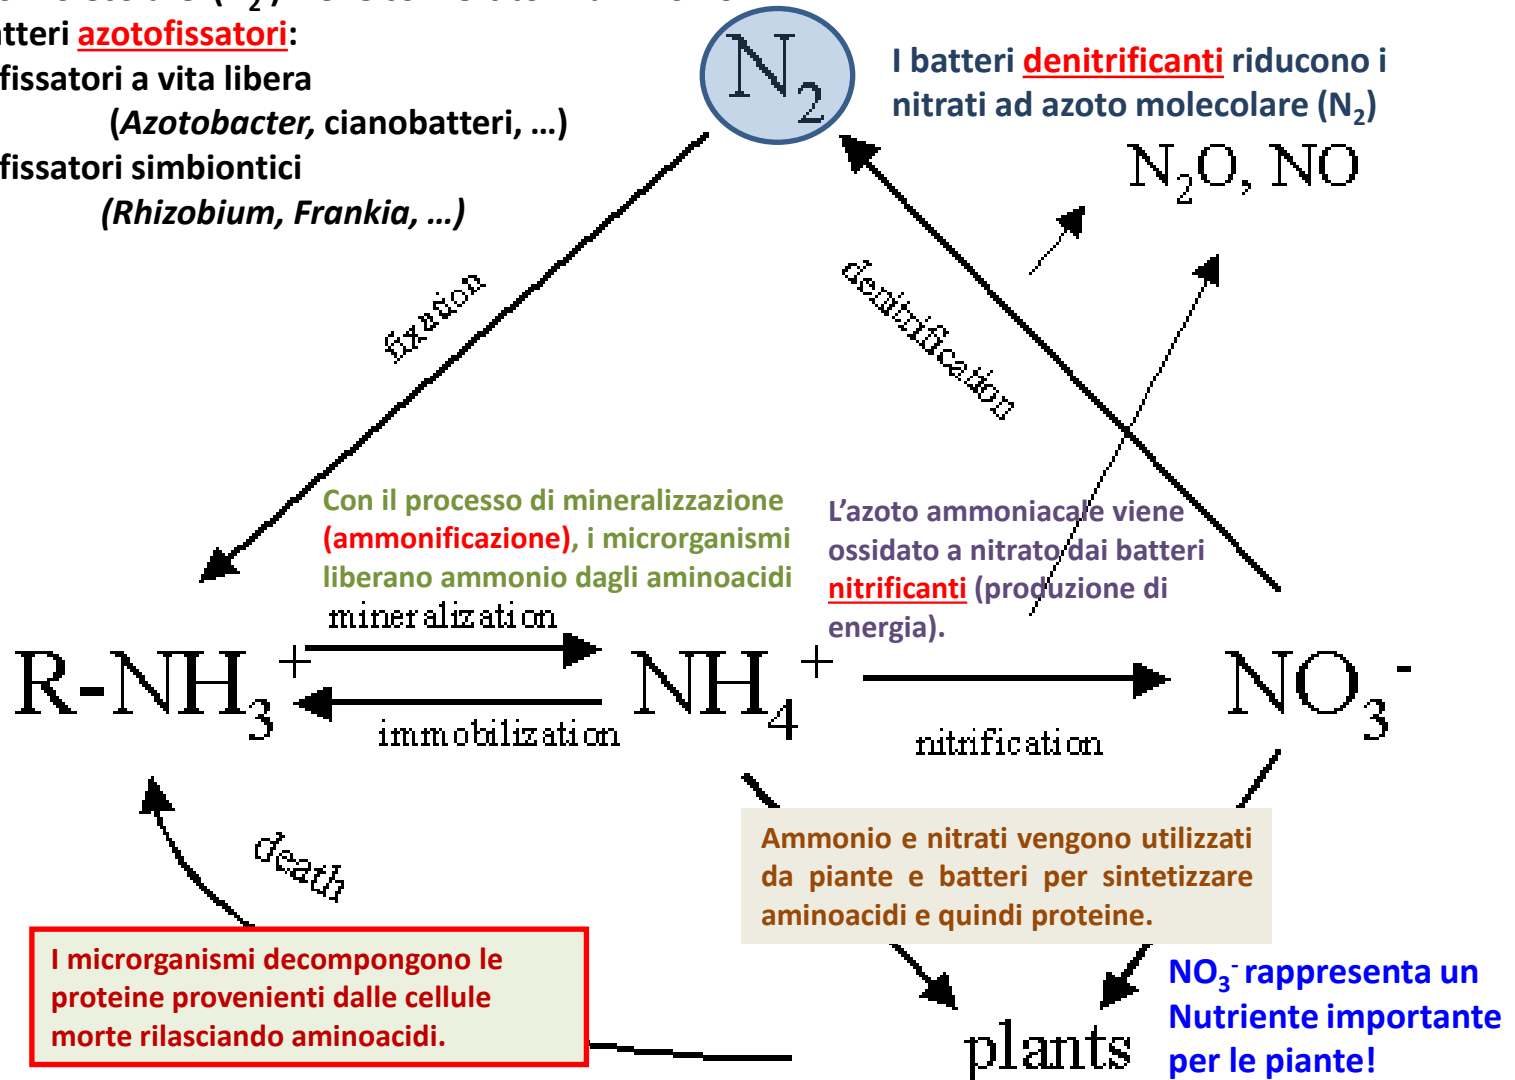 atteri azotofissatori:
fissatori a vita libera
(Azotobacter, cianobatteri, …)
fissatori simbiontici
(Rhizobium, Frankia, …)
N2
I batteri denitrificanti riducono i
nitrati ad azoto molecolare (N2)
N2O, NO
fixation
denitrification
Con il processo di mineralizzazione
(ammonificazione), i microrganismi
liberano ammonio dagli aminoacidi
L’azoto ammoniacale viene
ossidato a nitrato dai batteri
nitrificanti (produzione di
energia).
mineralization
R-NH3+
NH4+
NO3-
immobilization
nitrification
death
Ammonio e nitrati vengono utilizzati
da piante e batteri per sintetizzare
aminoacidi e quindi proteine.
I microrganismi decompongono le
proteine provenienti dalle cellule
morte rilasciando aminoacidi.
NO3- rappresenta un
Nutriente importante
per le piante!
plants